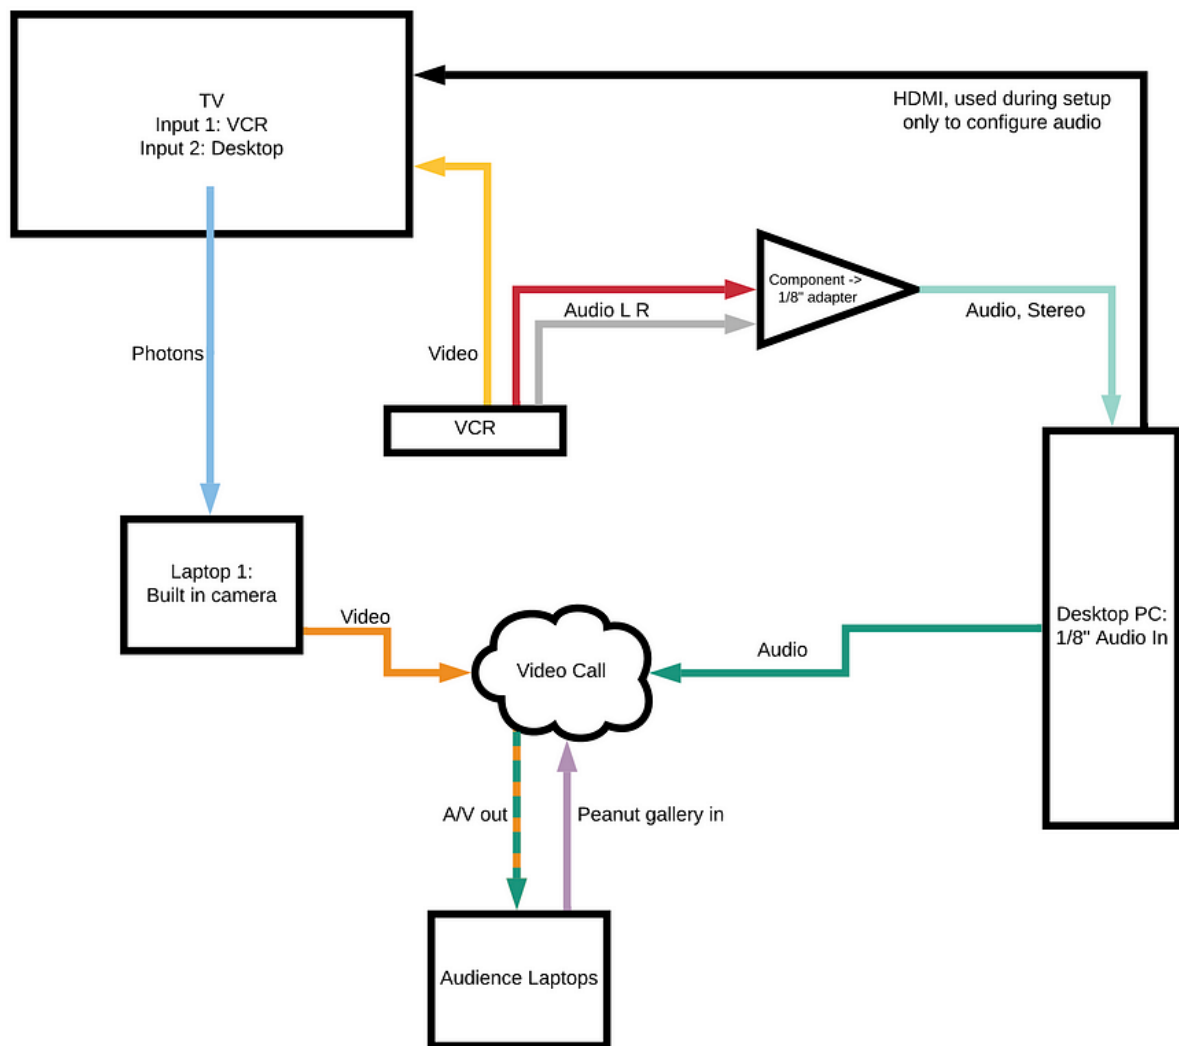 TV
Input 1: VCR
Input 2: Desktop
HDMI, used during setup
only to configure audio
Component ->
1/8" adapter
Audio L R
Audio, Stereo
Photons
Video
VCR
Laptop 1:
Built in camera
Video
Video Call
Audio
Desktop PC:
1/8" Audio In
A/V out
Peanut gallery in
Audience Laptops